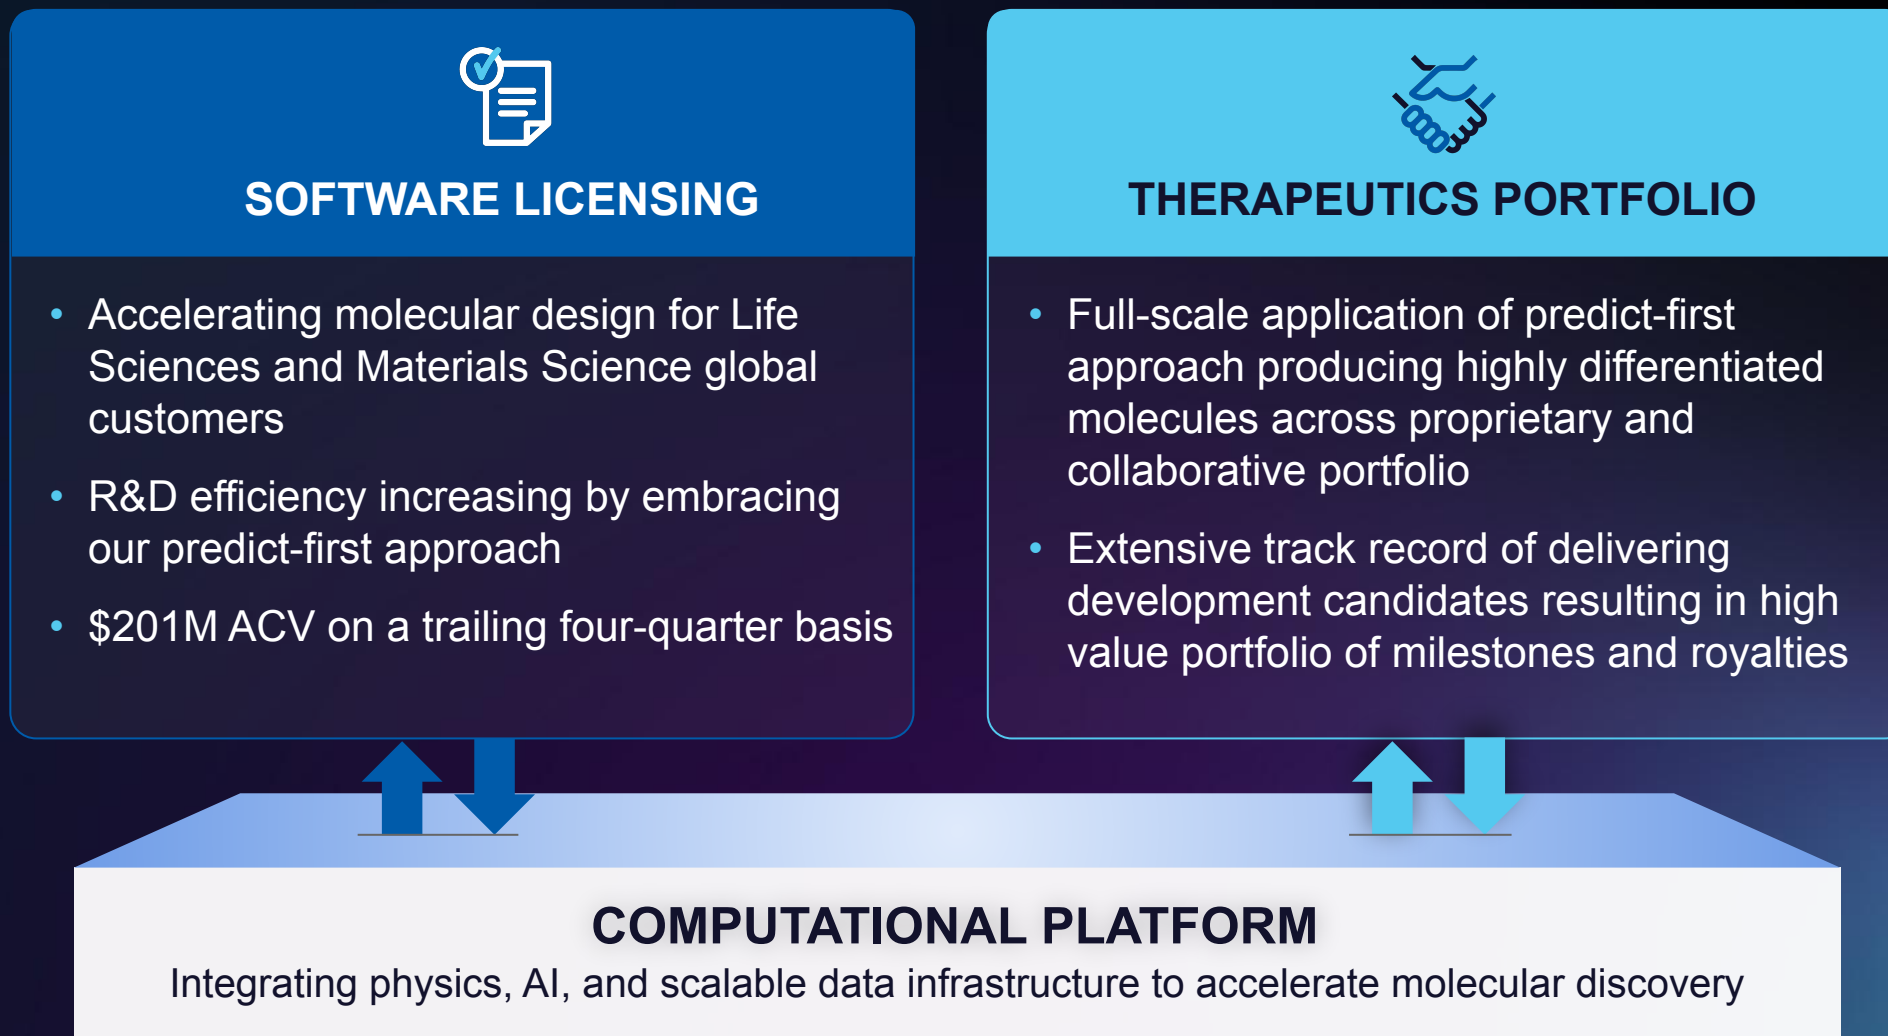 SOFTWARE LICENSING
• Accelerating molecular design for Life
Sciences and Materials Science global
customers
• R&D efficiency increasing by embracing
our predict-first approach
• $201M ACV on a trailing four-quarter basis
THERAPEUTICS PORTFOLIO
• Full-scale application of predict-first
approach producing highly differentiated
molecules across proprietary and
collaborative portfolio
• Extensive track record of delivering
development candidates resulting in high
value portfolio of milestones and royalties
COMPUTATIONAL PLATFORM
Integrating physics, AI, and scalable data infrastructure to accelerate molecular discovery